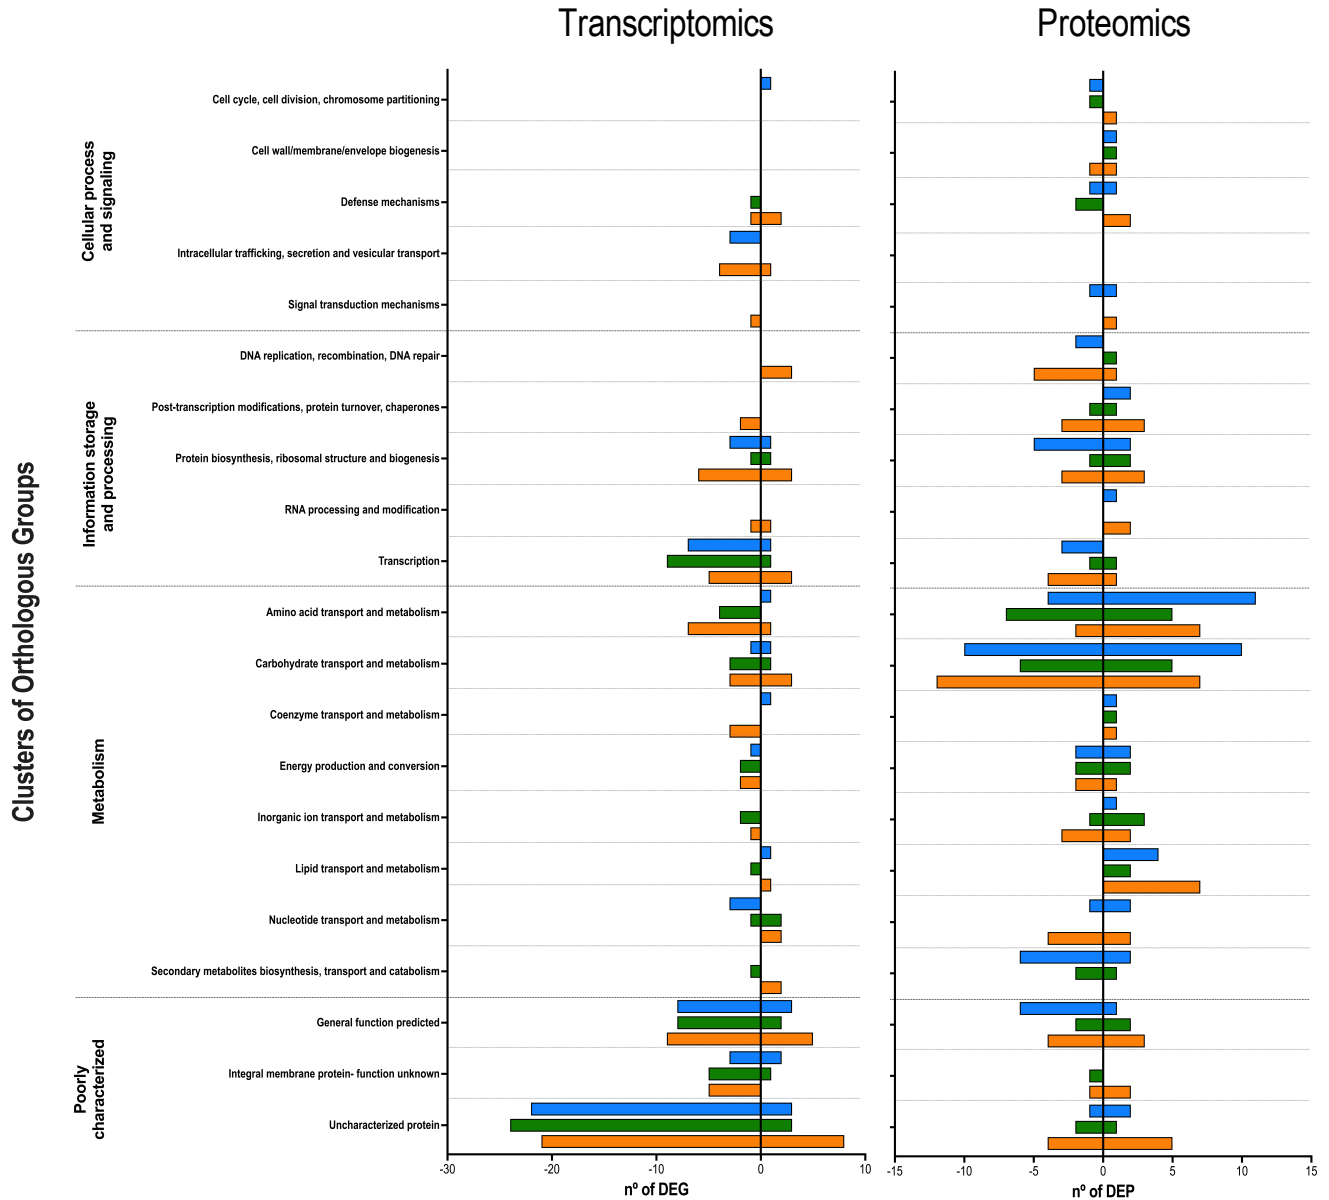 Transcriptomics
Proteomics
Clusters of Orthologous Groups
Cellular process
and signaling
Cell cycle, cell division, chromosome partitioning
Cell wall/membrane/envelope biogenesis
Defense mechanisms
Intracellular trafficking, secretion and vesicular transport
Signal transduction mechanisms
Information storage
and processing
DNA replication, recombination, DNA repair
Post-transcription modifications, protein turnover, chaperones
Protein biosynthesis, ribosomal structure and biogenesis
RNA processing and modification
Transcription
Metabolism
Amino acid transport and metabolism
Carbohydrate transport and metabolism
Coenzyme transport and metabolism
Energy production and conversion
Inorganic ion transport and metabolism
Lipid transport and metabolism
Nucleotide transport and metabolism
Secondary metabolites biosynthesis, transport and catabolism
Poorly
characterized
General function predicted
Integral membrane protein- function unknown
Uncharacterized protein
-30 -20 -10 0 10
nº of DEG
-15 -10 -5 0 5 10 15
nº of DEP